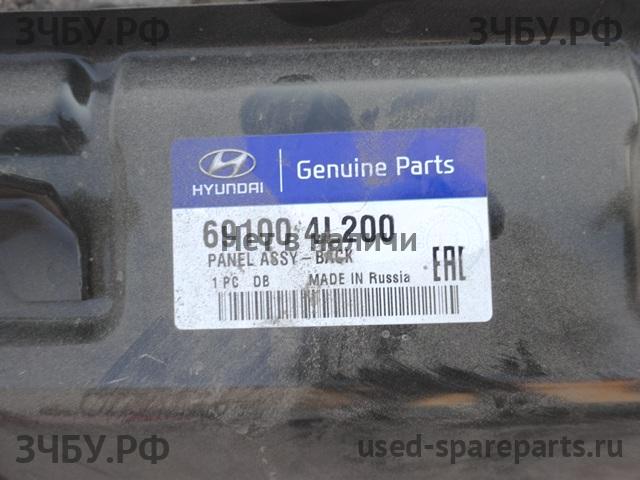 ЗЧБУ.РФ ЗЧБУ.РФ
HYUNDAI Genuine Parts
69100-4L200
Нет в наличии
PANEL ASSY-BACK
1 PC DB MADE IN Russia EAC
ЗЧБУ.РФ used-spareparts.ru